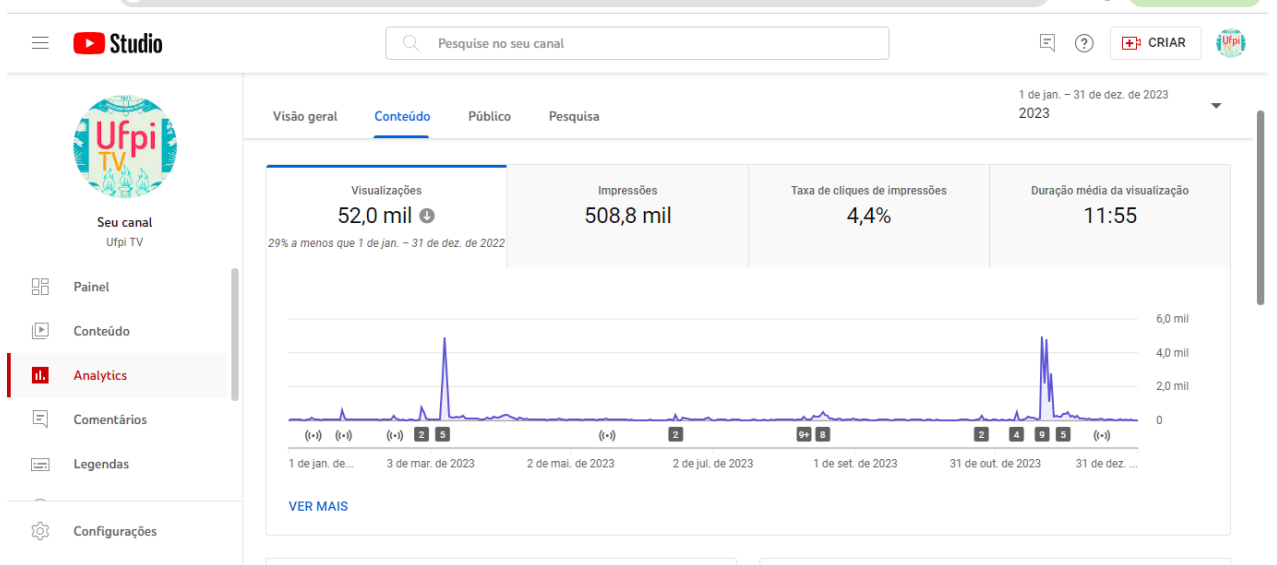 Studio
Pesquise no seu canal
CRIAR
Ufpi
Ufpi
TV
Seu canal
Ufpi TV
Painel
Conteúdo
Analytics
Comentários
Legendas
Configurações
Visão geral
Conteúdo
Público
Pesquisa
1 de jan. – 31 de dez. de 2023
2023
Visualizações
52,0 mil
29% a menos que 1 de jan. – 31 de dez. de 2022
Impressões
508,8 mil
Taxa de cliques de impressões
4,4%
Duração média da visualização
11:55
6,0 mil
4,0 mil
2,0 mil
0
2 5 2 9+ 8 2 4 9 5
1 de jan. de... 3 de mar. de 2023 2 de mai. de 2023 2 de jul. de 2023 1 de set. de 2023 31 de out. de 2023 31 de dez. ...
VER MAIS